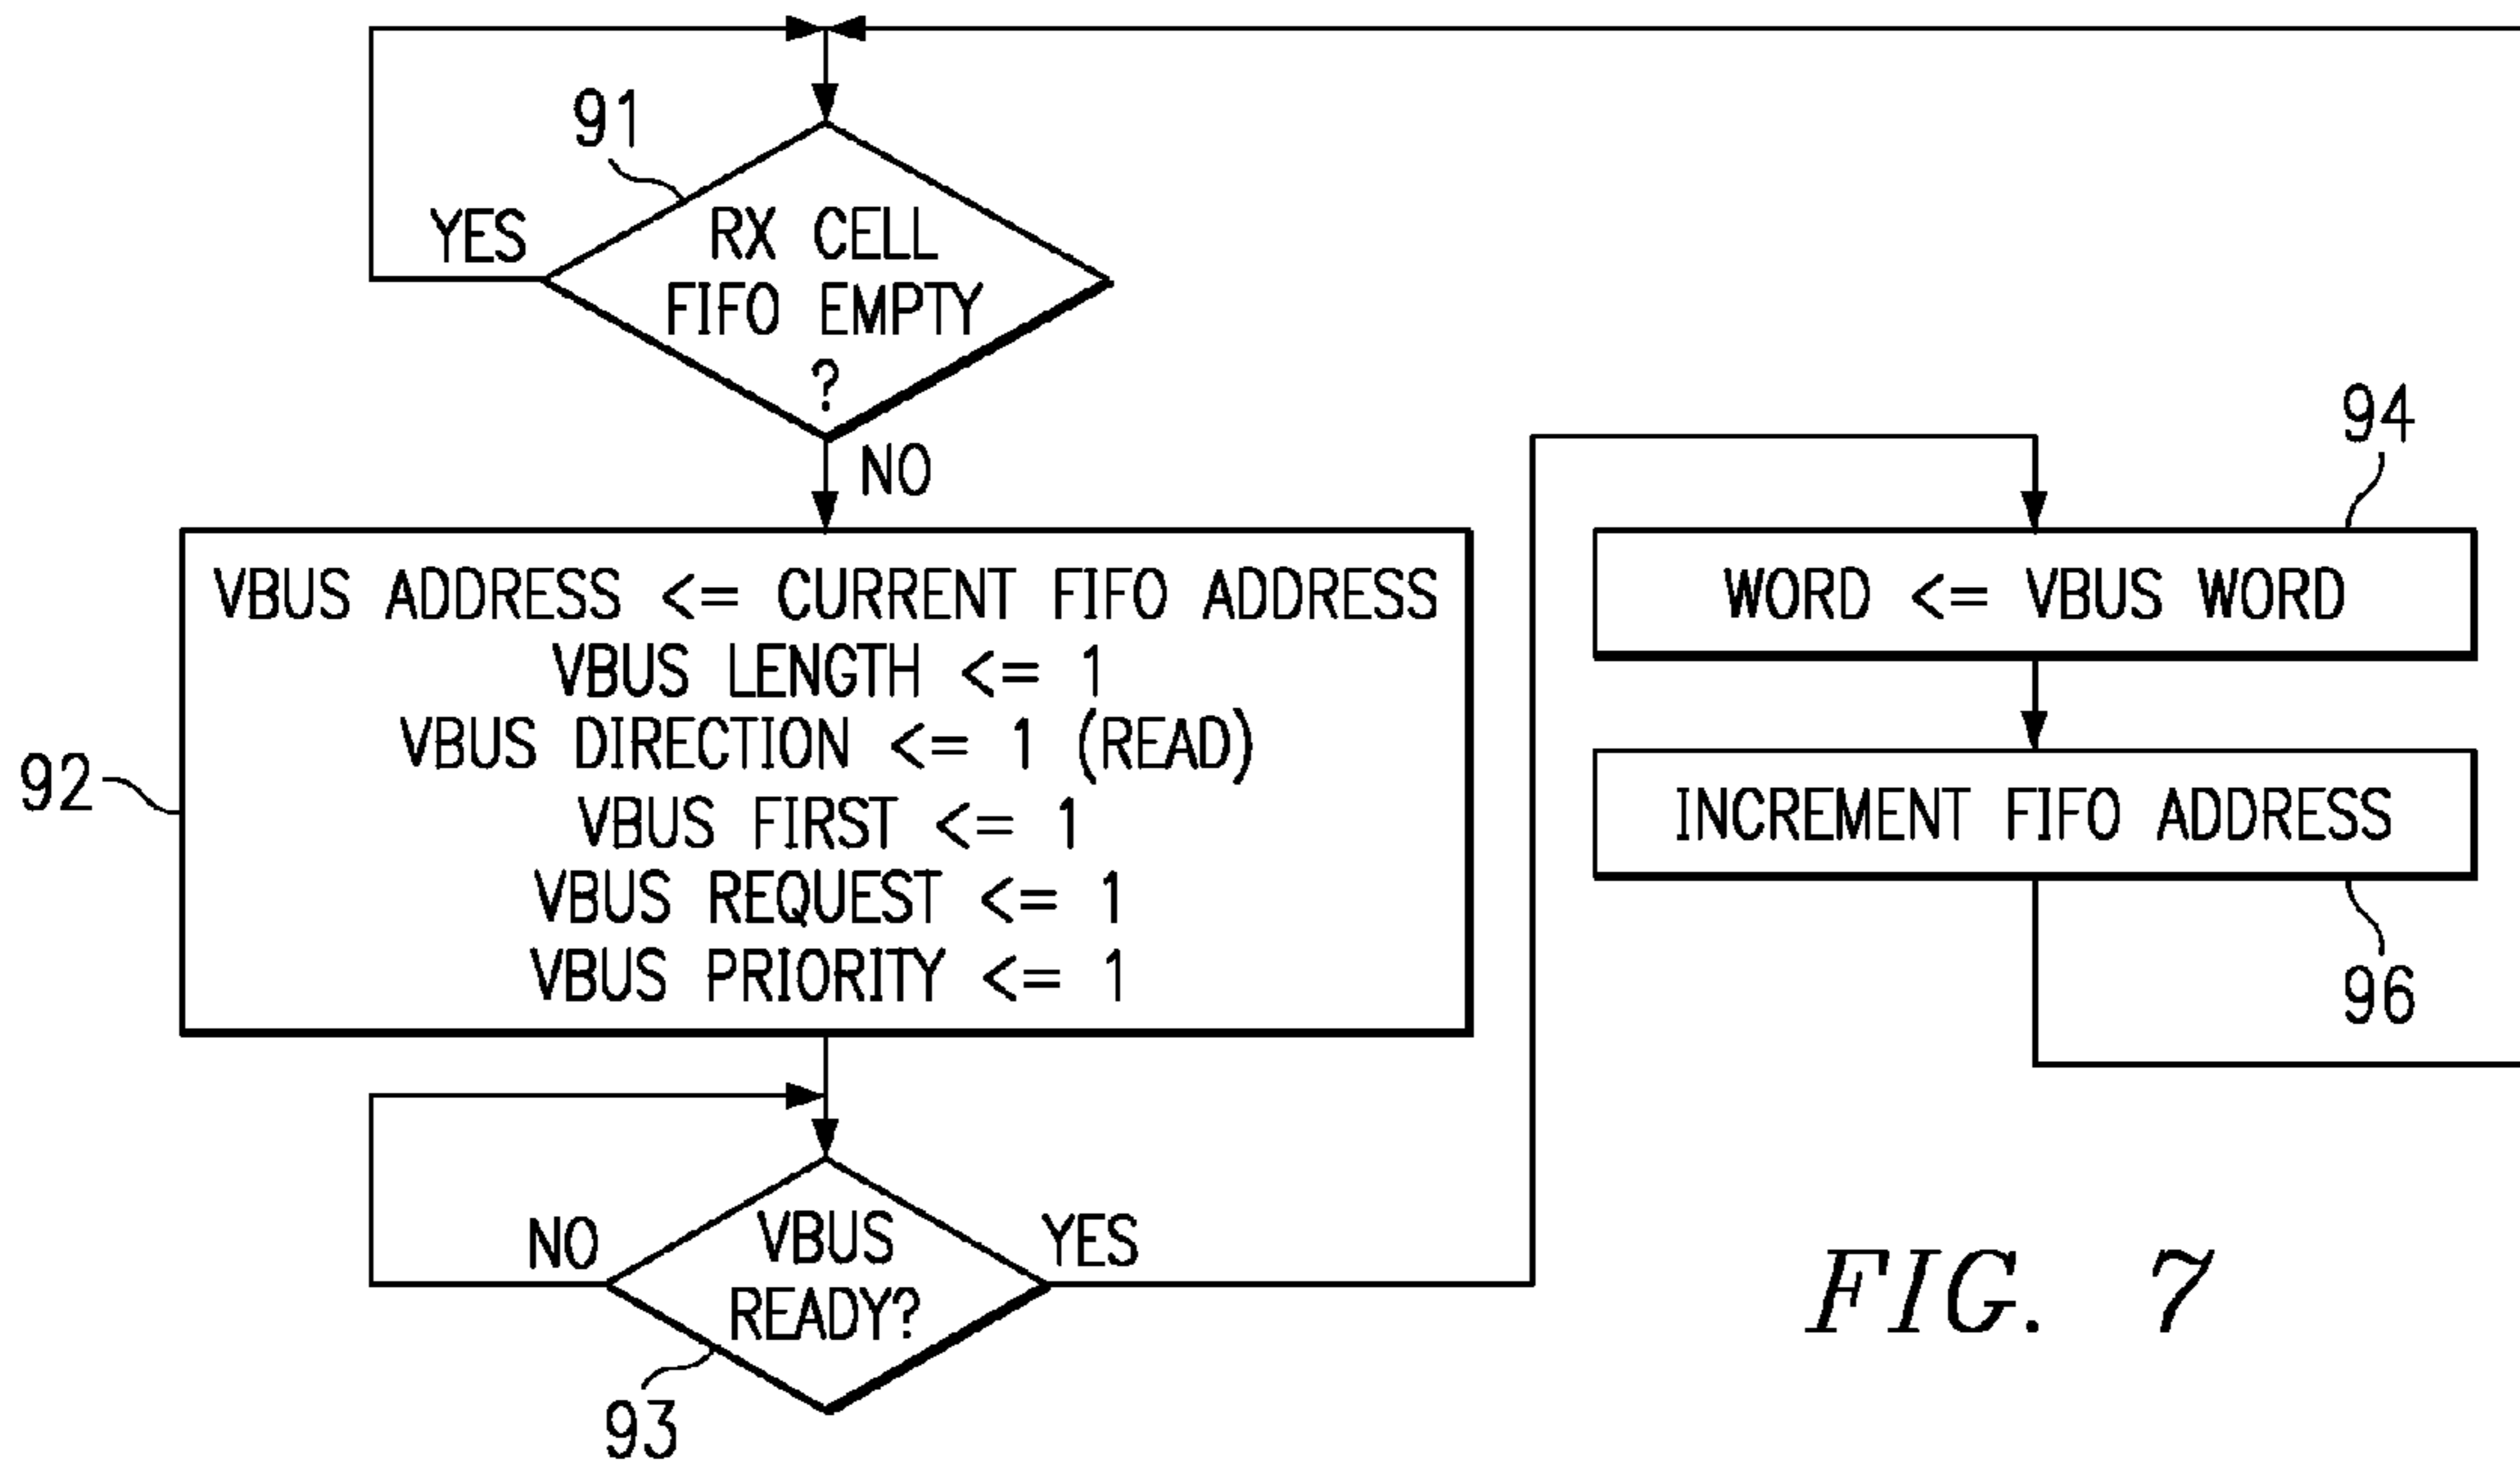 91
YES
RX CELL
FIFO EMPTY
?
NO
92
VBUS ADDRESS <= CURRENT FIFO ADDRESS
VBUS LENGTH <= 1
VBUS DIRECTION <= 1 (READ)
VBUS FIRST <= 1
VBUS REQUEST <= 1
VBUS PRIORITY <= 1
NO
VBUS
READY?
YES
93
94
WORD <= VBUS WORD
INCREMENT FIFO ADDRESS
96
FIG. 7